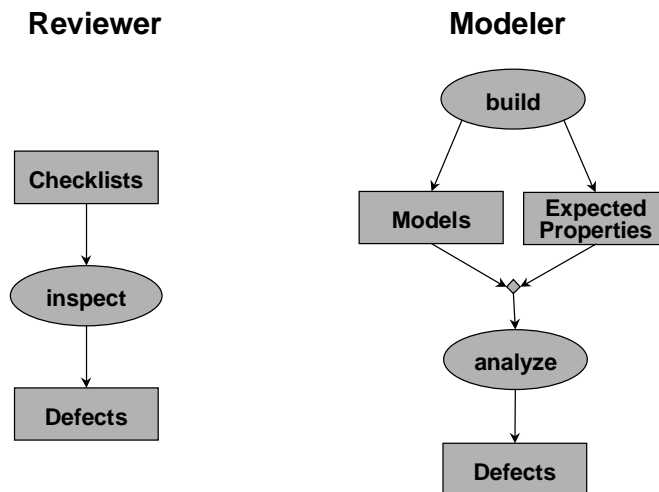 Reviewer
Checklists
inspect
Defects
Modeler
build
Models
Expected
Properties
analyze
Defects